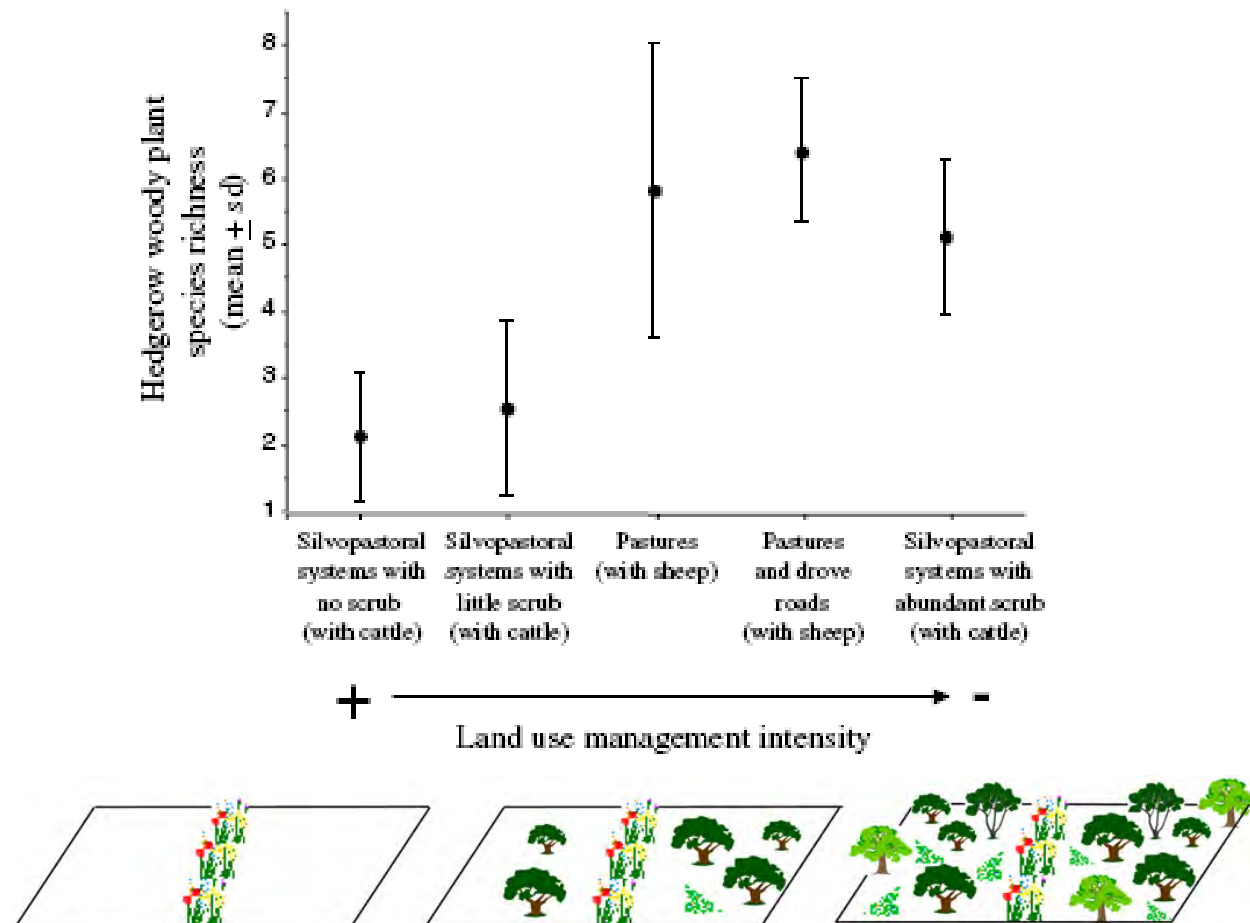 Hedgerow woody plant
species richness
(mean ± sd)
8
7
6
5
4
3
2
1
Silvopastoral
systems with
no scrub
(with cattle)
Silvopastoral
systems with
little scrub
(with cattle)
Pastures
(with sheep)
Pastures
and drove
roads
(with sheep)
Silvopastoral
systems with
abundant scrub
(with cattle)
+ -
Land use management intensity